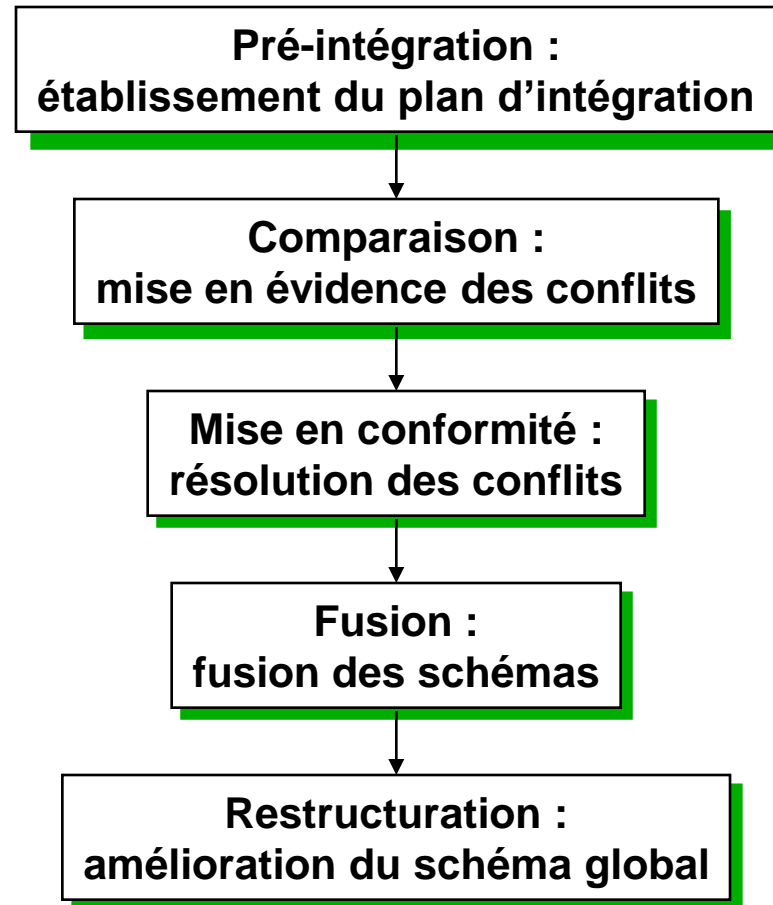 Pré-intégration :
établissement du plan d’intégration
Comparaison :
mise en évidence des conflits
Mise en conformité :
résolution des conflits
Fusion :
fusion des schémas
Restructuration :
amélioration du schéma global